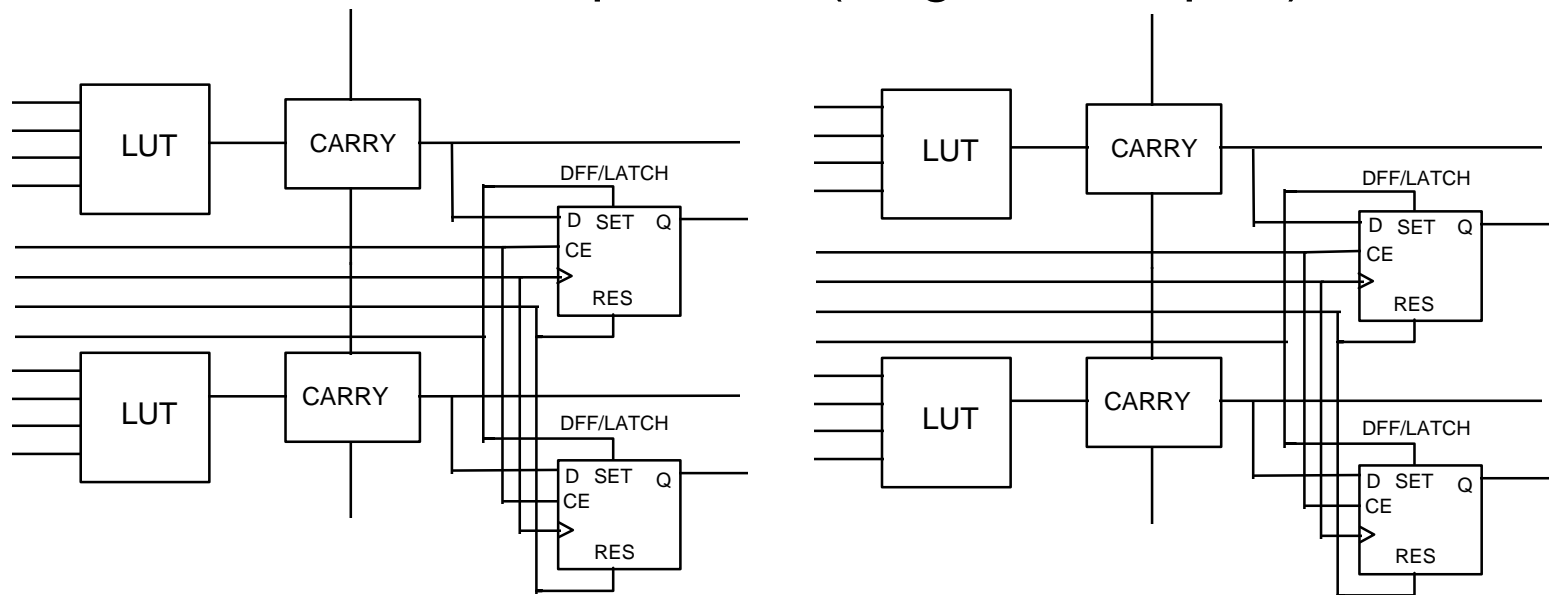 LUT
CARRY
DFF/LATCH
D SET Q
CE
RES
LUT
CARRY
DFF/LATCH
D SET Q
CE
RES
LUT
CARRY
DFF/LATCH
D SET Q
CE
RES
LUT
CARRY
DFF/LATCH
D SET Q
CE
RES